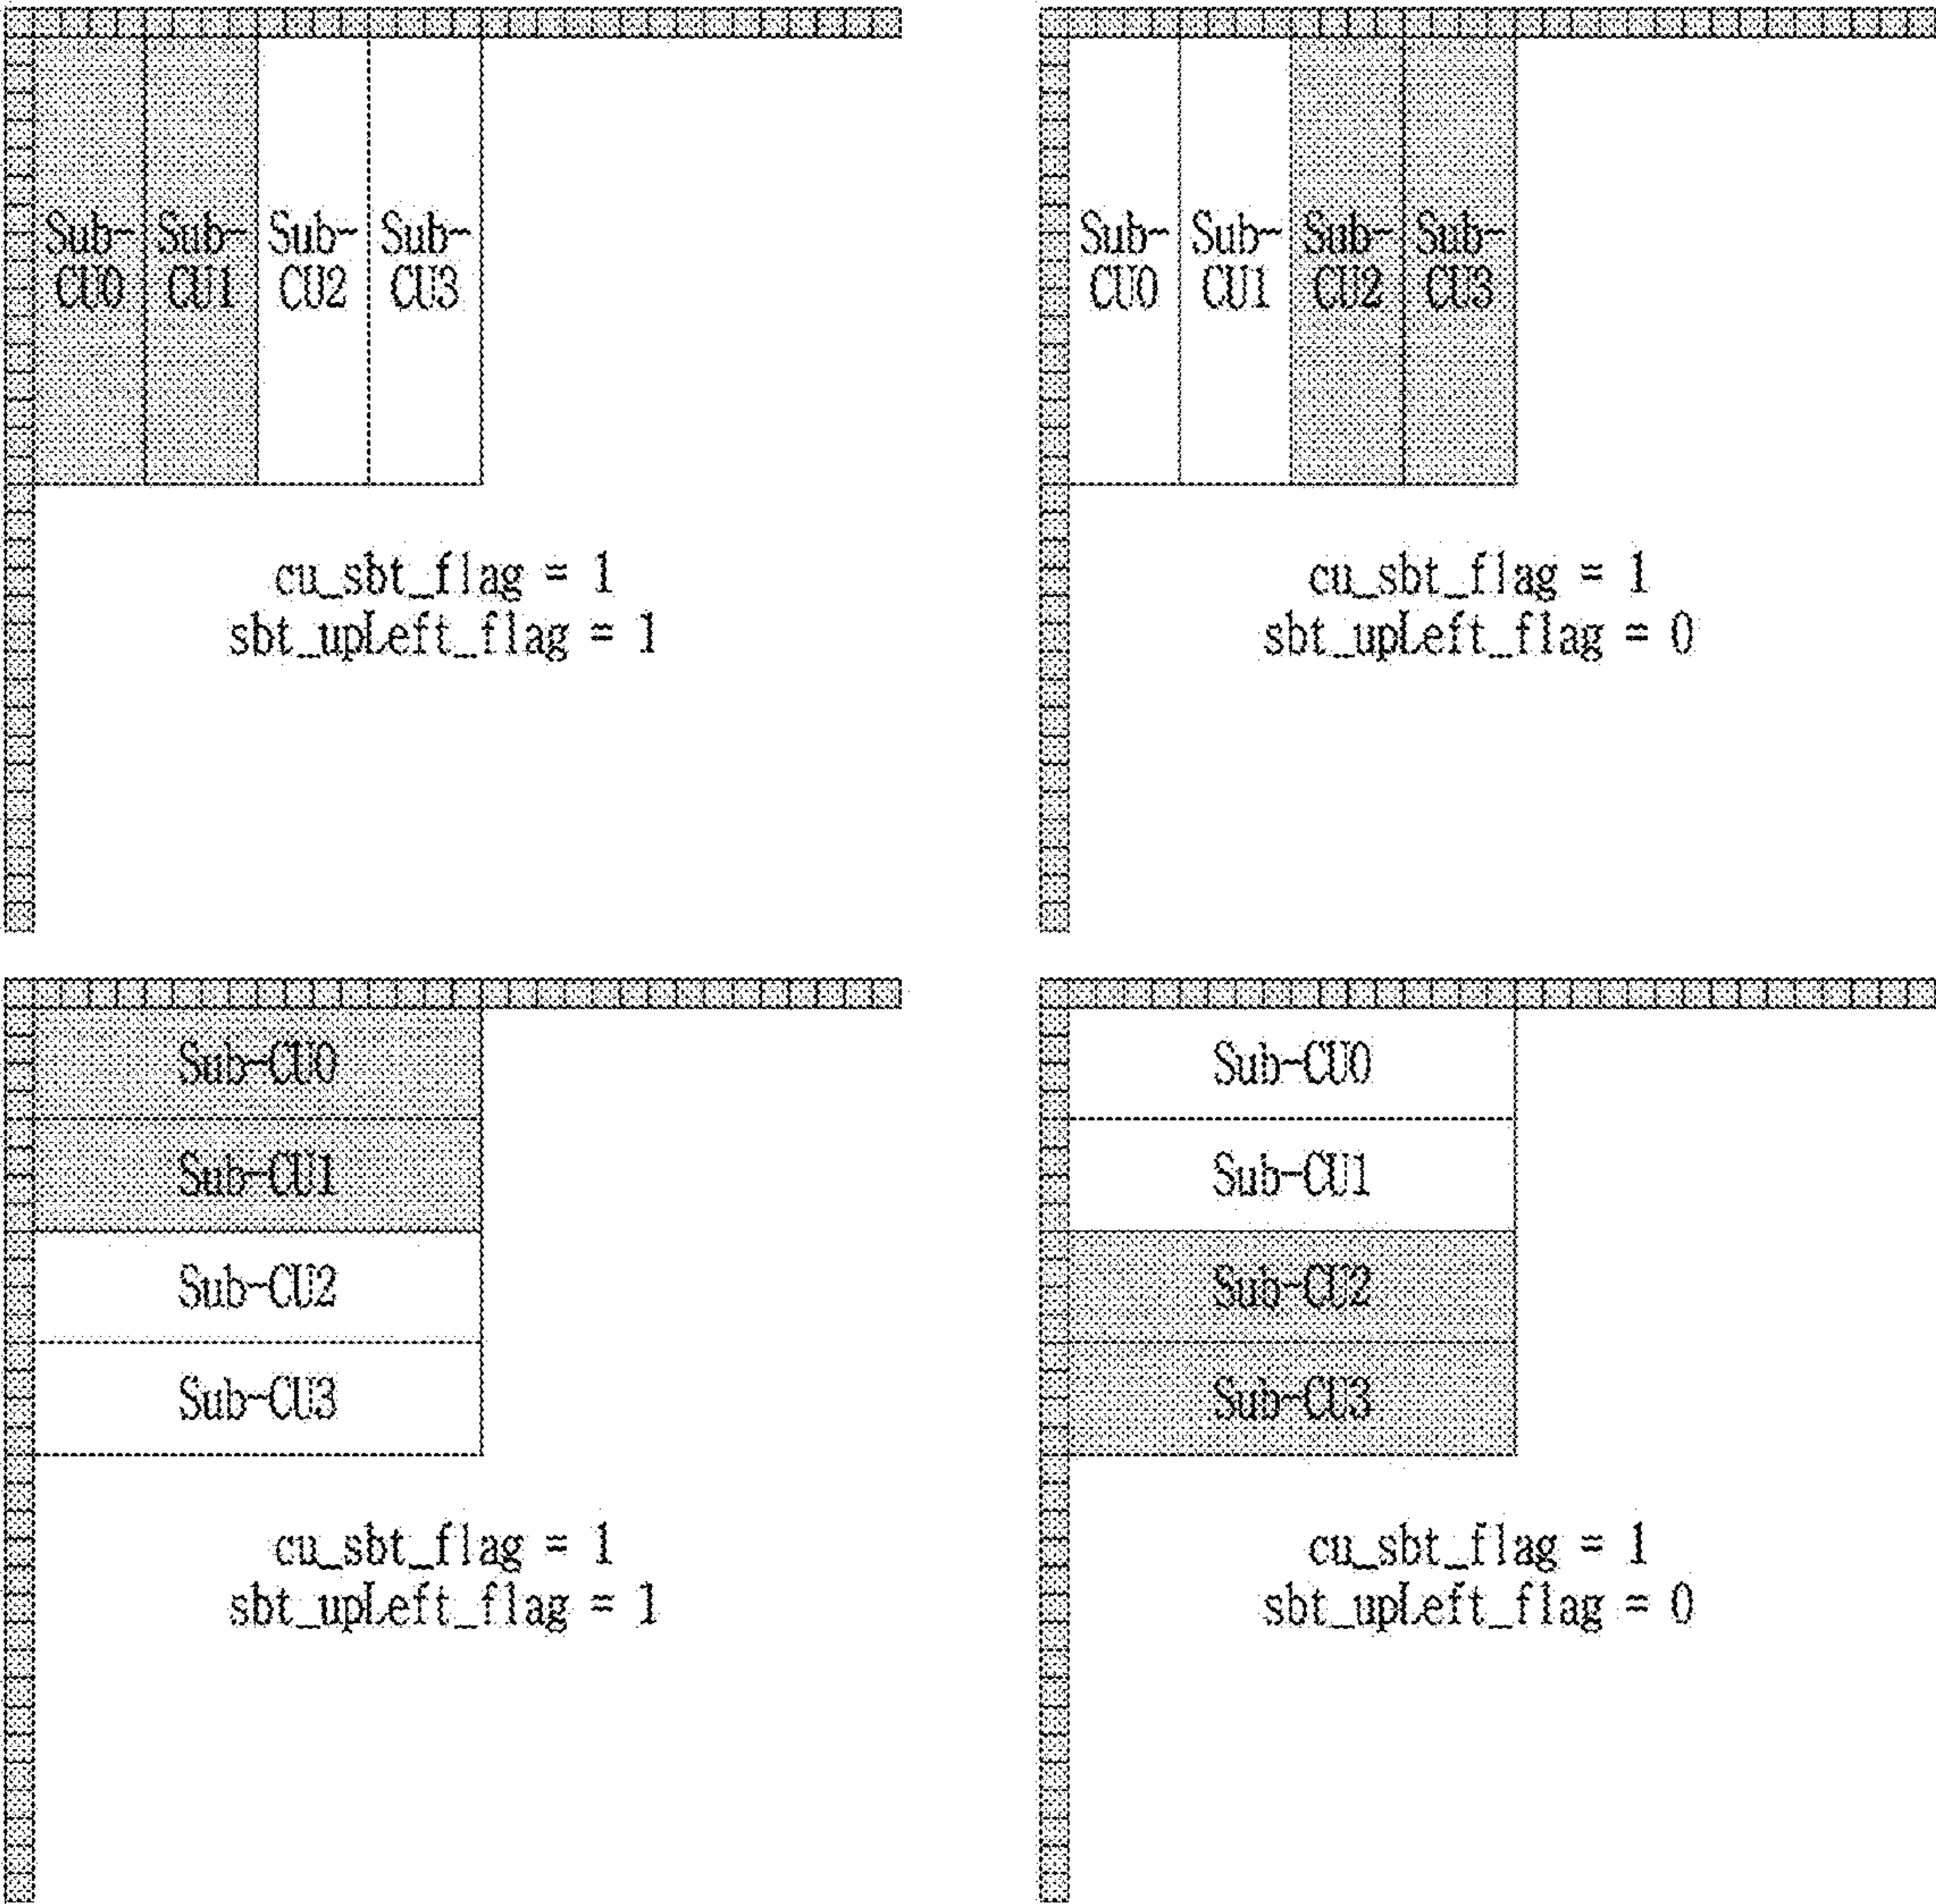 Sub-
CU0
Sub-
CU1
Sub-
CU2
Sub-
CU3
cu_sbt_flag = 1
sbt_upLeft_flag = 1
Sub-
CU0
Sub-
CU1
Sub-
CU2
Sub-
CU3
cu_sbt_flag = 1
sbt_upLeft_flag = 0
Sub-CU0
Sub-CU1
Sub-CU2
Sub-CU3
cu_sbt_flag = 1
sbt_upLeft_flag = 1
Sub-CU0
Sub-CU1
Sub-CU2
Sub-CU3
cu_sbt_flag = 1
sbt_upLeft_flag = 0